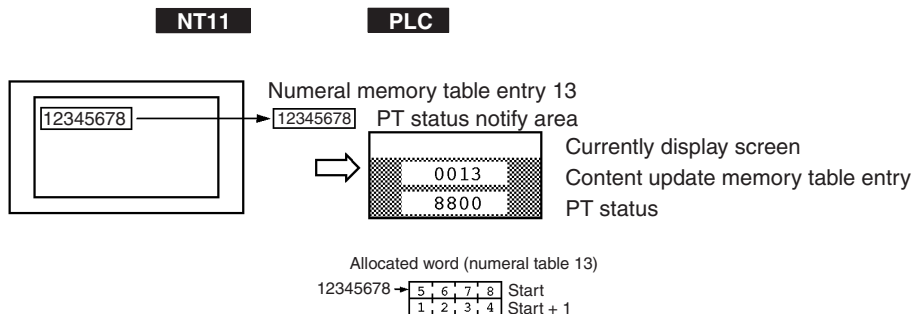 NT11 PLC
Numeral memory table entry 13
12345678 12345678 PT status notify area
Currently display screen
0013 Content update memory table entry
8800 PT status
Allocated word (numeral table 13)
12345678 5 6 7 8 Start
1 2 3 4 Start + 1